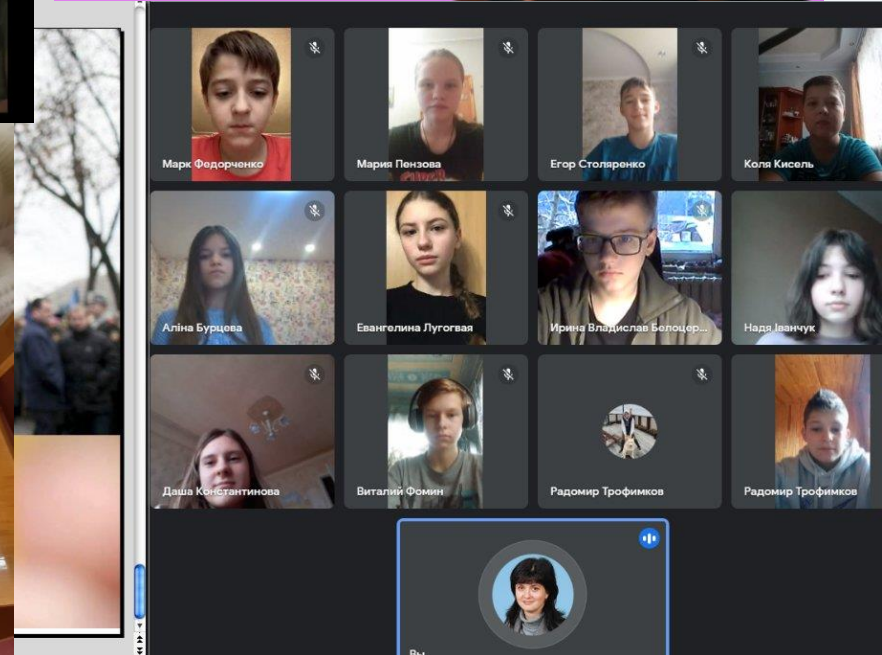 Марк Федорченко
Мария Пензова
Егор Столяренко
Коля Кисель
Аліна Бурцева
Евангелина Луговая
Ирина Владислав Белоцер...
Надя Іванчук
Даша Константинова
Виталий Фомин
Радомир Трофимков
Радомир Трофимков
Вы